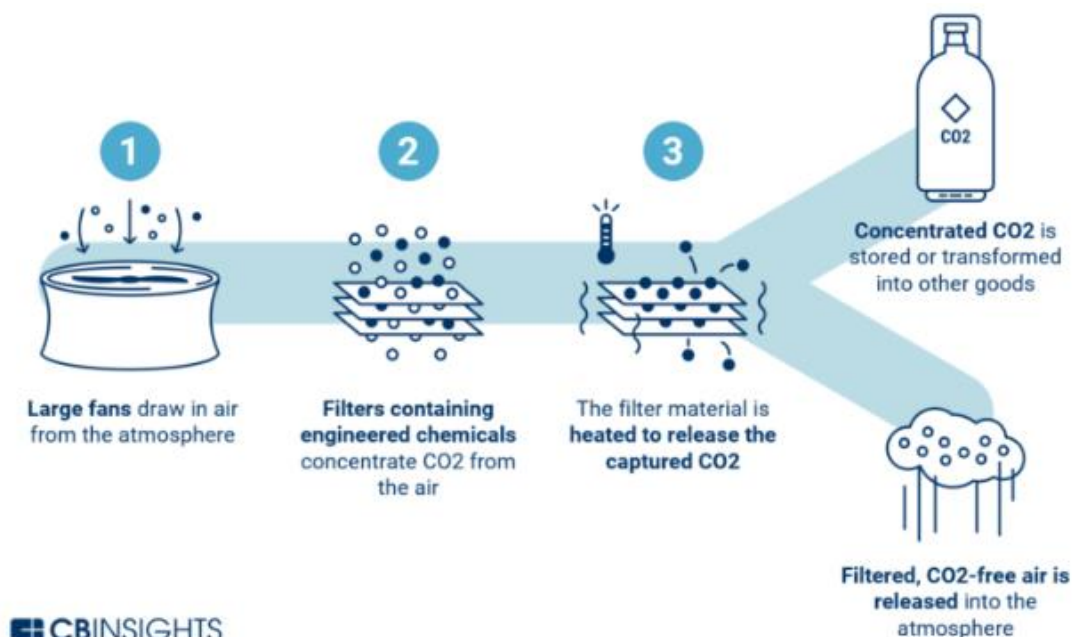 1
Large fans draw in air
from the atmosphere
2
Filters containing
engineered chemicals
concentrate CO2 from
the air
3
The filter material is
heated to release the
captured CO2
CO2
Concentrated CO2 is
stored or transformed
into other goods
Filtered, CO2-free air is
released into the
atmosphere
CBINSIGHTS